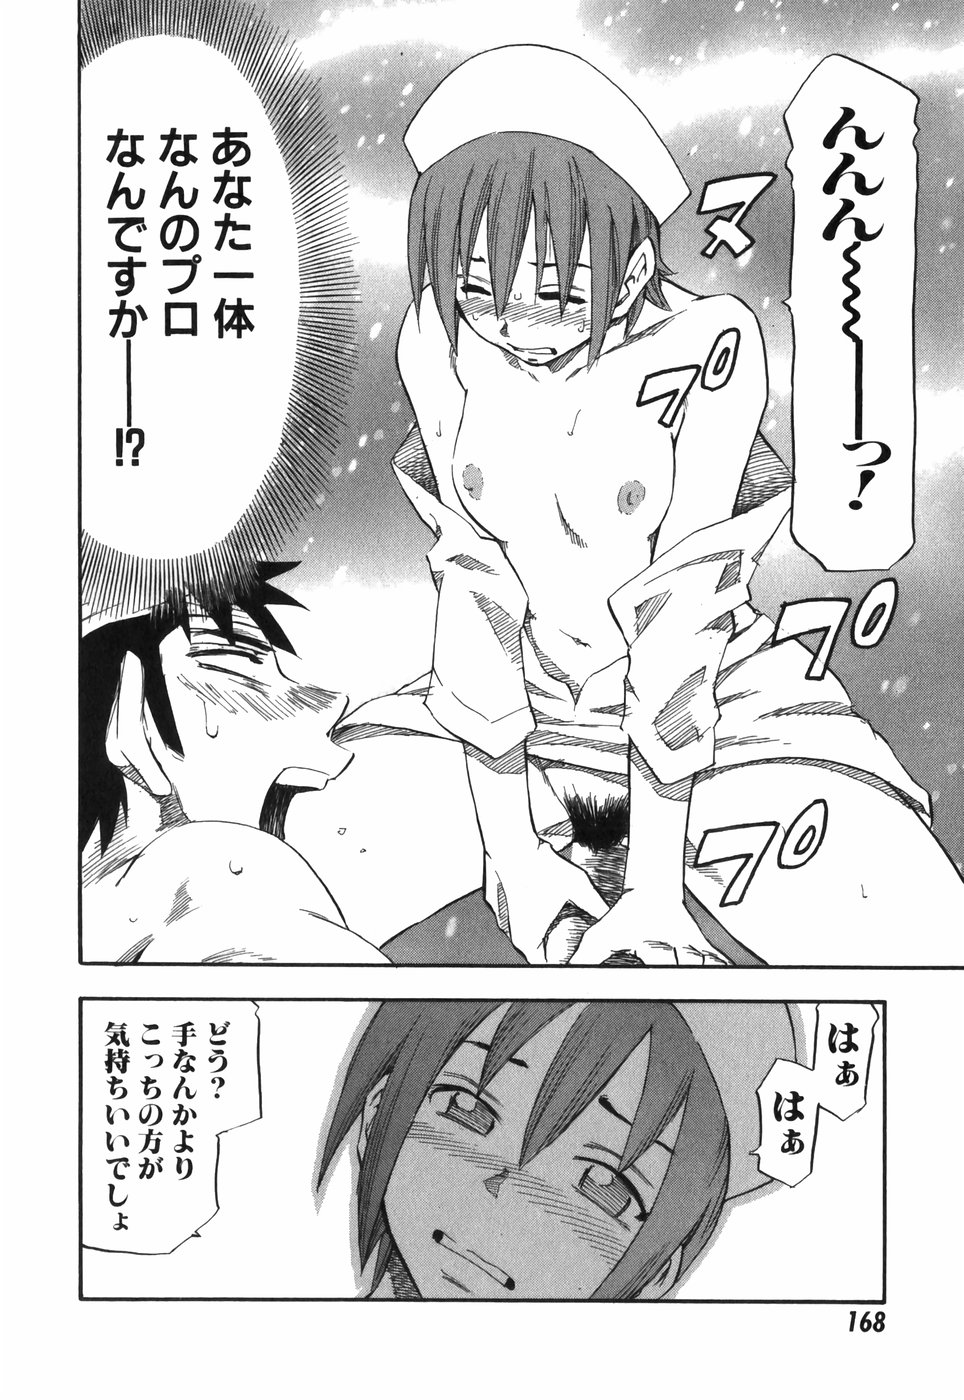 んんん〜〜〜──っ!
ヌ
プ
プ
プ
あなた一体
なんのプロ
なんですか──!?
はぁ
はぁ
どう?
手なんかより
こっちの方が
気持ちいいでしょ
168